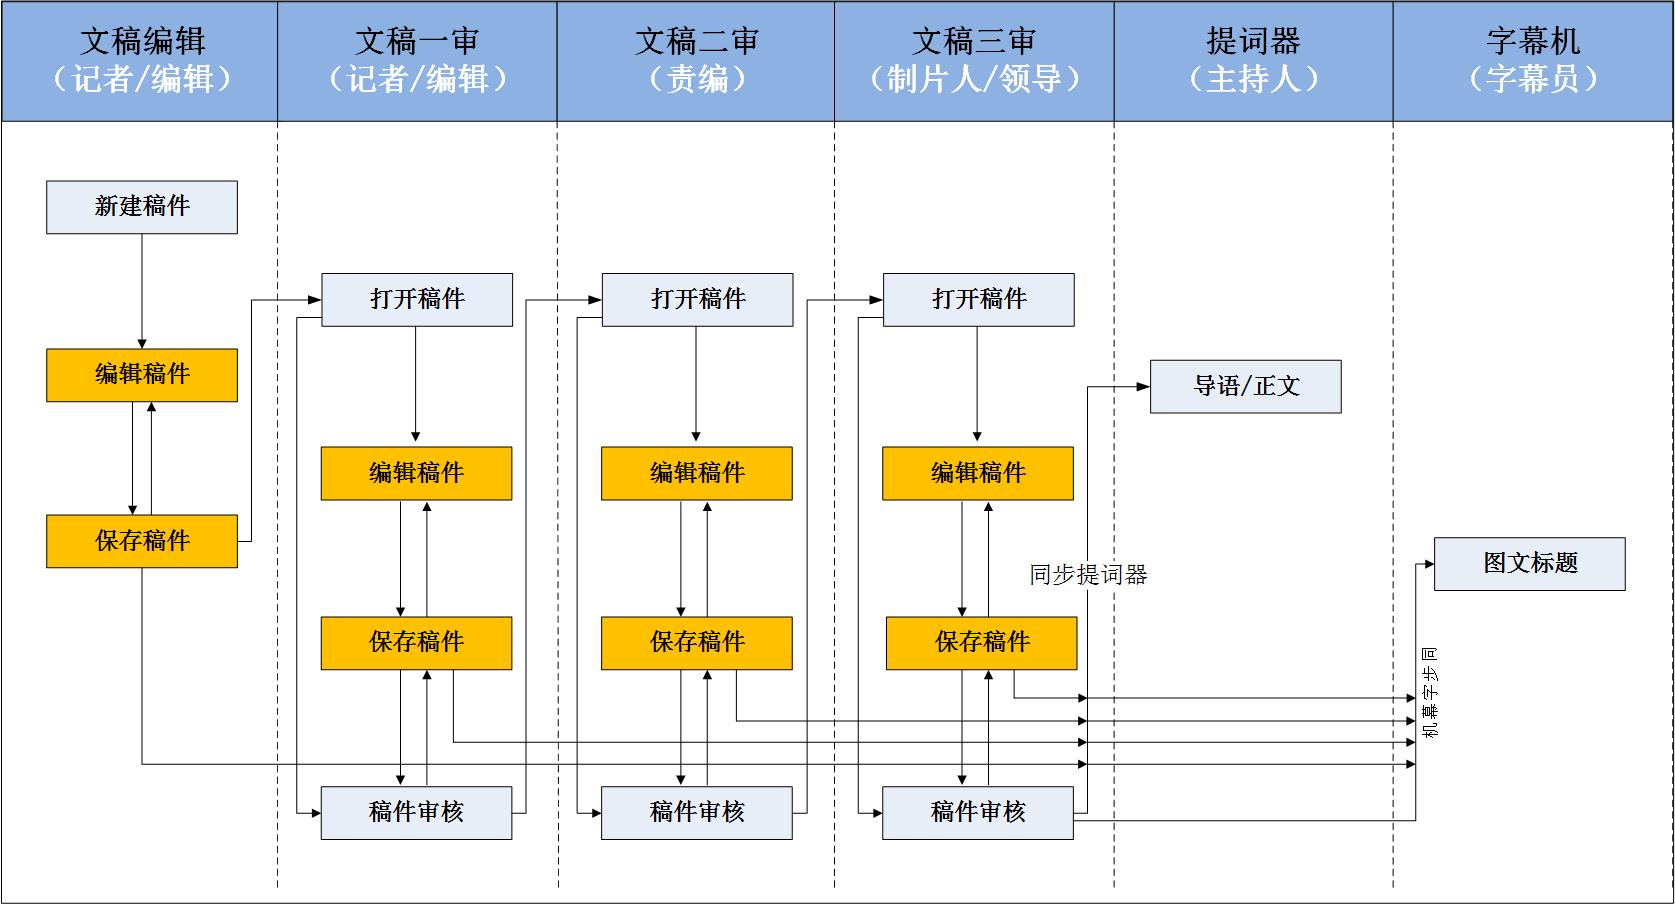 文稿编辑
（记者/编辑）
文稿一审
（记者/编辑）
文稿二审
（责编）
文稿三审
（制片人/领导）
提词器
（主持人）
字幕机
（字幕员）
新建稿件
编辑稿件
保存稿件
打开稿件
编辑稿件
保存稿件
稿件审核
打开稿件
编辑稿件
保存稿件
稿件审核
打开稿件
编辑稿件
保存稿件
稿件审核
同步提词器
导语/正文
图文标题
同步字幕机